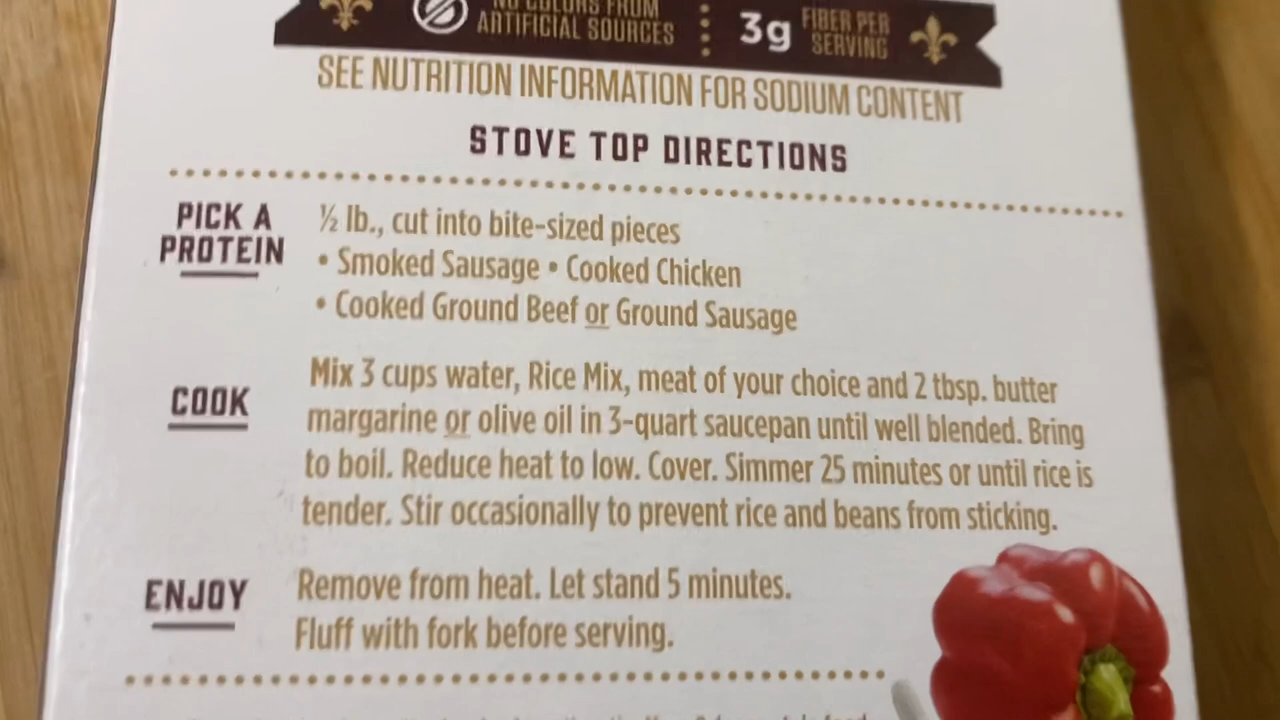 NO COLORS FROM
ARTIFICIAL SOURCES
3g FIBER PER
SERVING
SEE NUTRITION INFORMATION FOR SODIUM CONTENT
STOVE TOP DIRECTIONS
PICK A
PROTEIN
½ lb., cut into bite-sized pieces
• Smoked Sausage • Cooked Chicken
• Cooked Ground Beef or Ground Sausage
COOK
Mix 3 cups water, Rice Mix, meat of your choice and 2 tbsp. butter
margarine or olive oil in 3-quart saucepan until well blended. Bring
to boil. Reduce heat to low. Cover. Simmer 25 minutes or until rice is
tender. Stir occasionally to prevent rice and beans from sticking.
ENJOY
Remove from heat. Let stand 5 minutes.
Fluff with fork before serving.